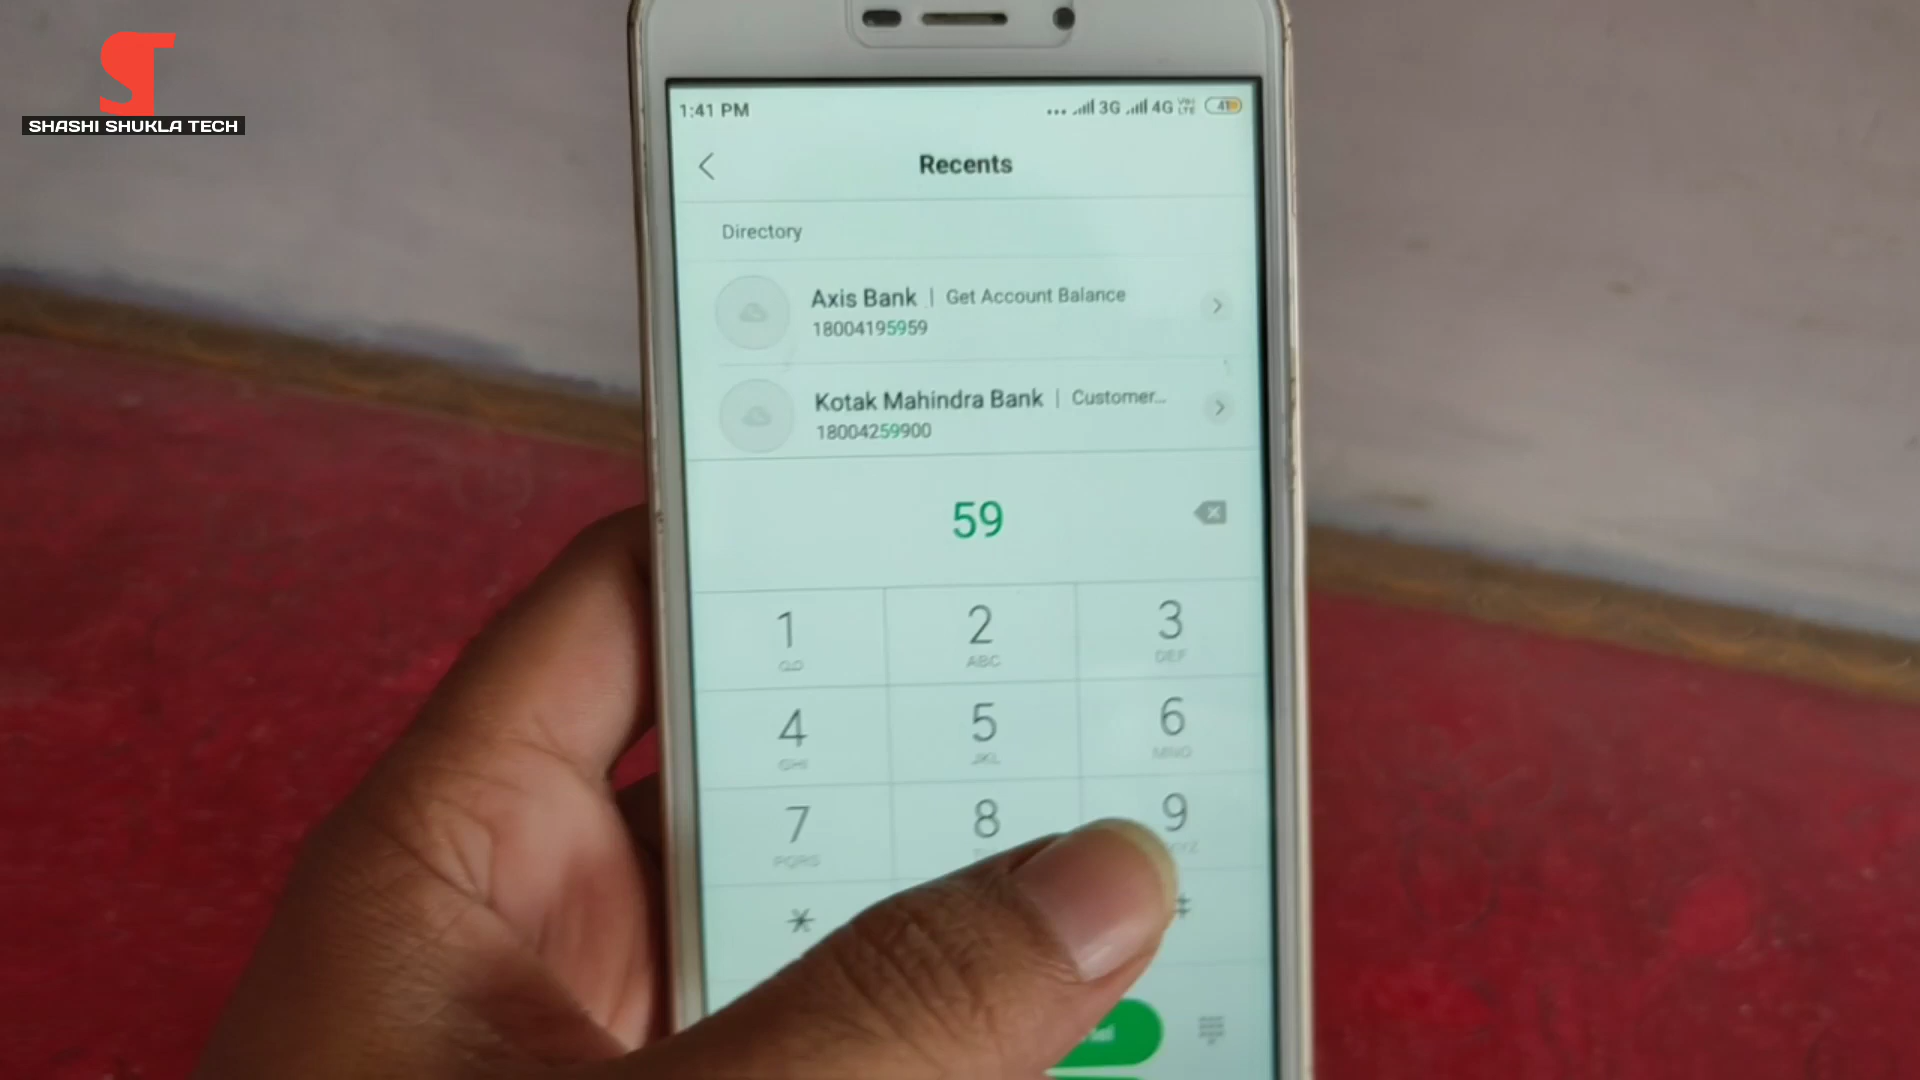 SHASHI SHUKLA TECH
1:41 PM
3G 4G
Recents
Directory
Axis Bank | Get Account Balance
18004195959
Kotak Mahindra Bank | Customer...
18004259900
59
1 2 3
ABC DEF
4 5 6
GHI JKL MNO
7 8 9
PQRS
* #